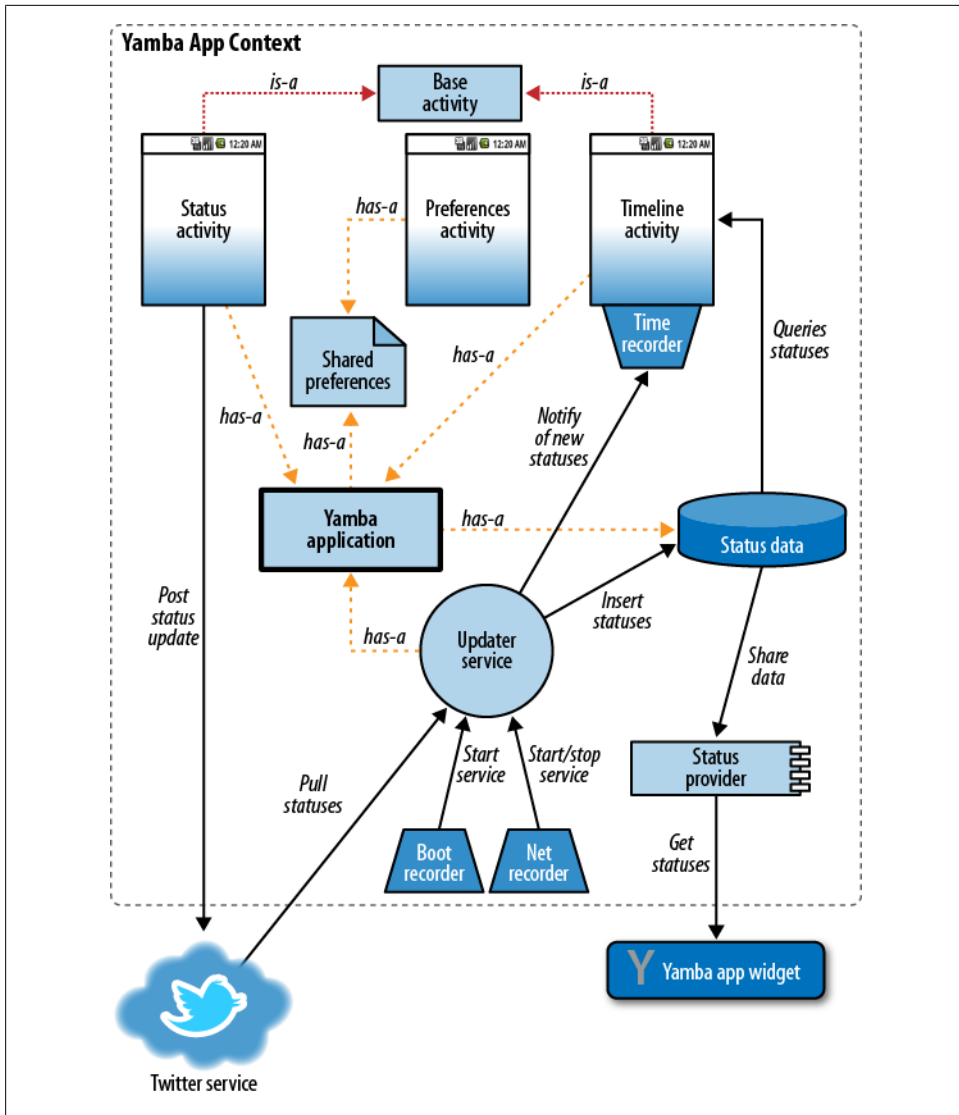 Yamba App Context
is-a
Base
activity
is-a
12:20 AM
12:20 AM
12:20 AM
Status
activity
has-a
Preferences
activity
Timeline
activity
Time
recorder
Queries
statuses
Shared
preferences
has-a
has-a
has-a
Notify
of new
statuses
Yamba
application
has-a
Status data
Post
status
update
has-a
Updater
service
Insert
statuses
Share
data
Pull
statuses
Start
service
Start/stop
service
Status
provider
Boot
recorder
Net
recorder
Get
statuses
Y Yamba app widget
Twitter service